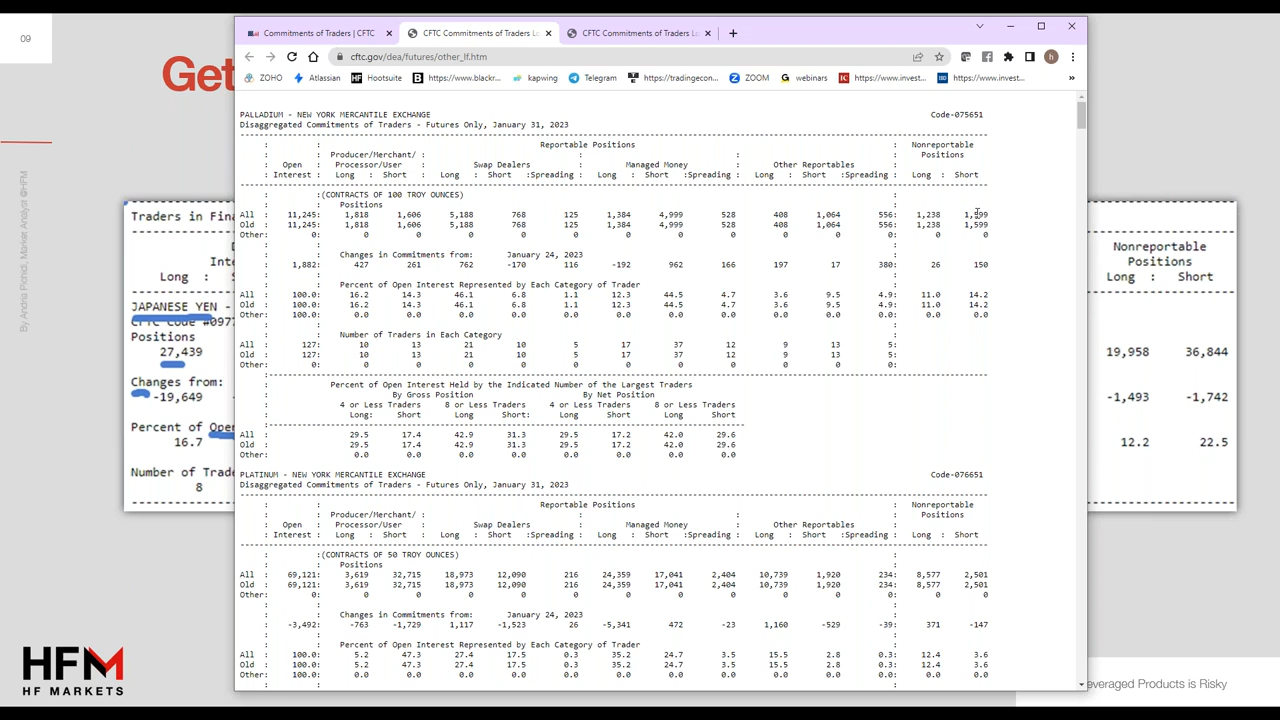 09
Get
By Andria Pichidi, Market Analyst @HFM
Commitments of Traders | CFTC
CFTC Commitments of Traders Lo
CFTC Commitments of Traders Lo
cftc.gov/dea/futures/other_lf.htm
ZOHO Atlassian Hootsuite https://www.blackr... kapwing Telegram https://tradingecon... ZOOM webinars https://www.invest... https://www.invest... »
PALLADIUM - NEW YORK MERCANTILE EXCHANGE Code-075651
Disaggregated Commitments of Traders - Futures Only, January 31, 2023
Reportable Positions Nonreportable
Positions
Producer/Merchant/ :
Open : Processor/User : Swap Dealers : Managed Money : Other Reportables :
Interest : Long : Short : Long : Short :Spreading: Long : Short :Spreading: Long : Short :Spreading: Long : Short
:(CONTRACTS OF 100 TROY OUNCES)
Positions
All : 11,245: 1,818 1,606 5,188 768 125 1,384 4,999 528 408 1,064 556: 1,238 1,599
Old : 11,245: 1,818 1,606 5,188 768 125 1,384 4,999 528 408 1,064 556: 1,238 1,599
Other: 0: 0 0 0 0 0 0 0 0 0 0 0: 0 0
Changes in Commitments from: January 24, 2023
1,882: 427 261 762 -170 116 -192 962 166 197 17 380: 26 150
Percent of Open Interest Represented by Each Category of Trader
All : 100.0: 16.2 14.3 46.1 6.8 1.1 12.3 44.5 4.7 3.6 9.5 4.9: 11.0 14.2
Old : 100.0: 16.2 14.3 46.1 6.8 1.1 12.3 44.5 4.7 3.6 9.5 4.9: 11.0 14.2
Other: 100.0: 0.0 0.0 0.0 0.0 0.0 0.0 0.0 0.0 0.0 0.0 0.0: 0.0 0.0
Number of Traders in Each Category
All : 127: 10 13 21 10 5 17 37 12 9 13 5:
Old : 127: 10 13 21 10 5 17 37 12 9 13 5:
Other: 0: 0 0 0 0 0 0 0 0 0 0 0:
Percent of Open Interest Held by the Indicated Number of the Largest Traders
By Gross Position By Net Position
4 or Less Traders 8 or Less Traders 4 or Less Traders 8 or Less Traders
Long: Short Long Short: Long Short Long Short
All : 29.5 17.4 42.9 31.3 29.5 17.2 42.0 29.6
Old : 29.5 17.4 42.9 31.3 29.5 17.2 42.0 29.6
Other: 0.0 0.0 0.0 0.0 0.0 0.0 0.0 0.0
PLATINUM - NEW YORK MERCANTILE EXCHANGE Code-076651
Disaggregated Commitments of Traders - Futures Only, January 31, 2023
Reportable Positions Nonreportable
Positions
Producer/Merchant/ :
Open : Processor/User : Swap Dealers : Managed Money : Other Reportables :
Interest : Long : Short : Long : Short :Spreading: Long : Short :Spreading: Long : Short :Spreading: Long : Short
:(CONTRACTS OF 50 TROY OUNCES)
Positions
All : 69,121: 3,619 32,715 18,973 12,090 216 24,359 17,041 2,404 10,739 1,920 234: 8,577 2,501
Old : 69,121: 3,619 32,715 18,973 12,090 216 24,359 17,041 2,404 10,739 1,920 234: 8,577 2,501
Other: 0: 0 0 0 0 0 0 0 0 0 0 0: 0 0
Changes in Commitments from: January 24, 2023
-3,492: -763 -1,729 1,117 -1,523 26 -5,341 472 -23 1,160 -529 -39: 371 -147
Percent of Open Interest Represented by Each Category of Trader
All : 100.0: 5.2 47.3 27.4 17.5 0.3 35.2 24.7 3.5 15.5 2.8 0.3: 12.4 3.6
Old : 100.0: 5.2 47.3 27.4 17.5 0.3 35.2 24.7 3.5 15.5 2.8 0.3: 12.4 3.6
Other: 100.0: 0.0 0.0 0.0 0.0 0.0 0.0 0.0 0.0 0.0 0.0 0.0: 0.0 0.0
Traders in Fina
Inte
Long :
JAPANESE YEN -
CFTC Code #0977
Positions
27,439
Changes from:
-19,649
Percent of Open
16.7
Number of Trade
8
Nonreportable
Positions
Long : Short
19,958 36,844
-1,493 -1,742
12.2 22.5
HFM
HF MARKETS
everaged Products is Risky